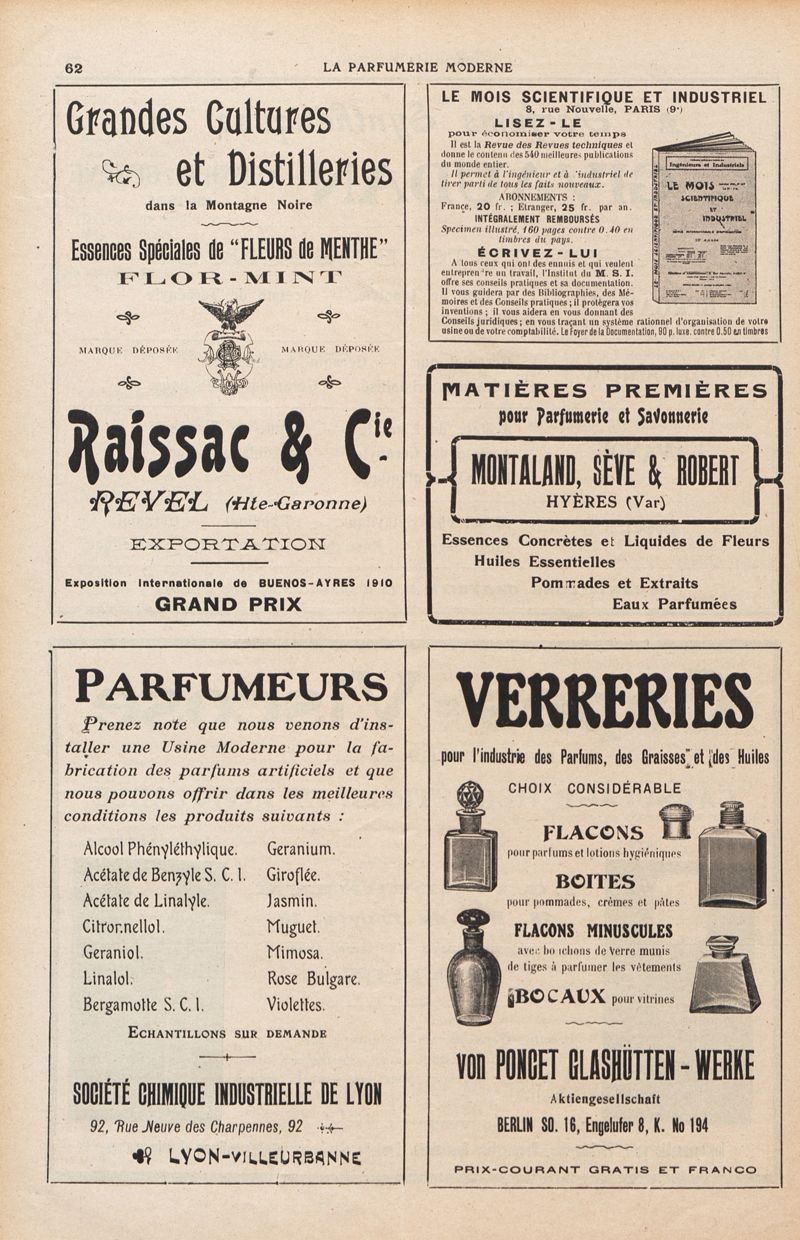 62
LA PARFUMERIE MODERNE
Grandes Cultures
et Distilleries
dans la Montagne Noire
Essences Spéciales de "FLEURS de MENTHE"
FLOR-MINT
MARQUE DÉPOSÉE
MARQUE DÉPOSÉE
Raissac & Cie
REVEL (Hte-Garonne)
EXPORTATION
Exposition Internationale de BUENOS-AYRES 1910
GRAND PRIX
LE MOIS SCIENTIFIQUE ET INDUSTRIEL
8, rue Nouvelle, PARIS (9e)
LISEZ-LE
pour économiser votre temps
Il est la Revue des Revues techniques et
donne le contenu des 540 meilleures publications
du monde entier.
Il permet à l'ingénieur et à 'industriel de
tirer parti de tous les faits nouveaux.
ABONNEMENTS :
France, 20 fr. ; Etranger, 25 fr. par an.
INTÉGRALEMENT REMBOURSÉS
Specimen illustré, 160 pages contre 0.40 en
timbres du pays.
ÉCRIVEZ-LUI
A tous ceux qui ont des ennuis et qui veulent
entreprendre un travail, l'Institut du M. S. I.
offre ses conseils pratiques et sa documentation.
Il vous guidera par des Bibliographies, des Mé-
moires et des Conseils pratiques ; il protègera vos
inventions ; il vous aidera en vous donnant des
Conseils juridiques ; en vous traçant un système rationnel d'organisation de votre
usine ou de votre comptabilité. Le Foyer de la Documentation, 90 p. luxe. contre 0.50 en timbres
Ingénieurs et Industriels
LE MOIS
SCIENTIFIQUE
ET
INDUSTRIEL
MATIÈRES PREMIÈRES
pour Parfumerie et Savonnerie
MONTALAND, SÈVE & ROBERT
HYÈRES (Var)
Essences Concrètes et Liquides de Fleurs
Huiles Essentielles
Pommades et Extraits
Eaux Parfumées
PARFUMEURS
Prenez note que nous venons d'ins-
taller une Usine Moderne pour la fa-
brication des parfums artificiels et que
nous pouvons offrir dans les meilleures
conditions les produits suivants :
Alcool Phényléthylique. Geranium.
Acétate de Benzyle S. C. I. Giroflée.
Acétate de Linalyle. Jasmin.
Citronnellol. Muguet.
Geraniol. Mimosa.
Linalol. Rose Bulgare.
Bergamotte S. C. I. Violettes.
ECHANTILLONS SUR DEMANDE
SOCIÉTÉ CHIMIQUE INDUSTRIELLE DE LYON
92, Rue Neuve des Charpennes, 92
LYON-VILLEURBANNE
VERRERIES
pour l'industrie des Parfums, des Graisses et des Huiles
CHOIX CONSIDÉRABLE
FLACONS
pour parfums et lotions hygiéniques
BOITES
pour pommades, crèmes et pâtes
FLACONS MINUSCULES
avec bouchons de Verre munis
de tiges à parfumer les vêtements
BOCAUX pour vitrines
von PONCET GLASHÜTTEN-WERKE
Aktiengesellschaft
BERLIN SO. 16, Engelufer 8, K. No 194
PRIX-COURANT GRATIS ET FRANCO